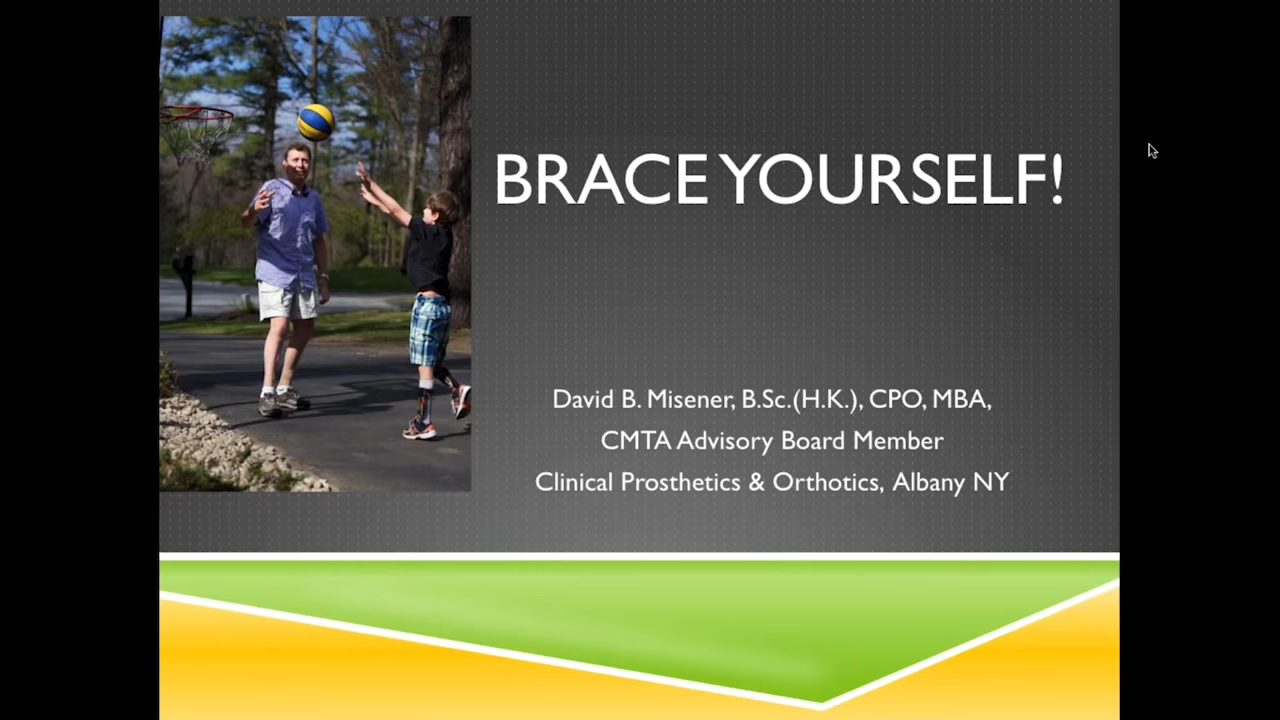 BRACE YOURSELF!
David B. Misener, B.Sc.(H.K.), CPO, MBA,
CMTA Advisory Board Member
Clinical Prosthetics & Orthotics, Albany NY